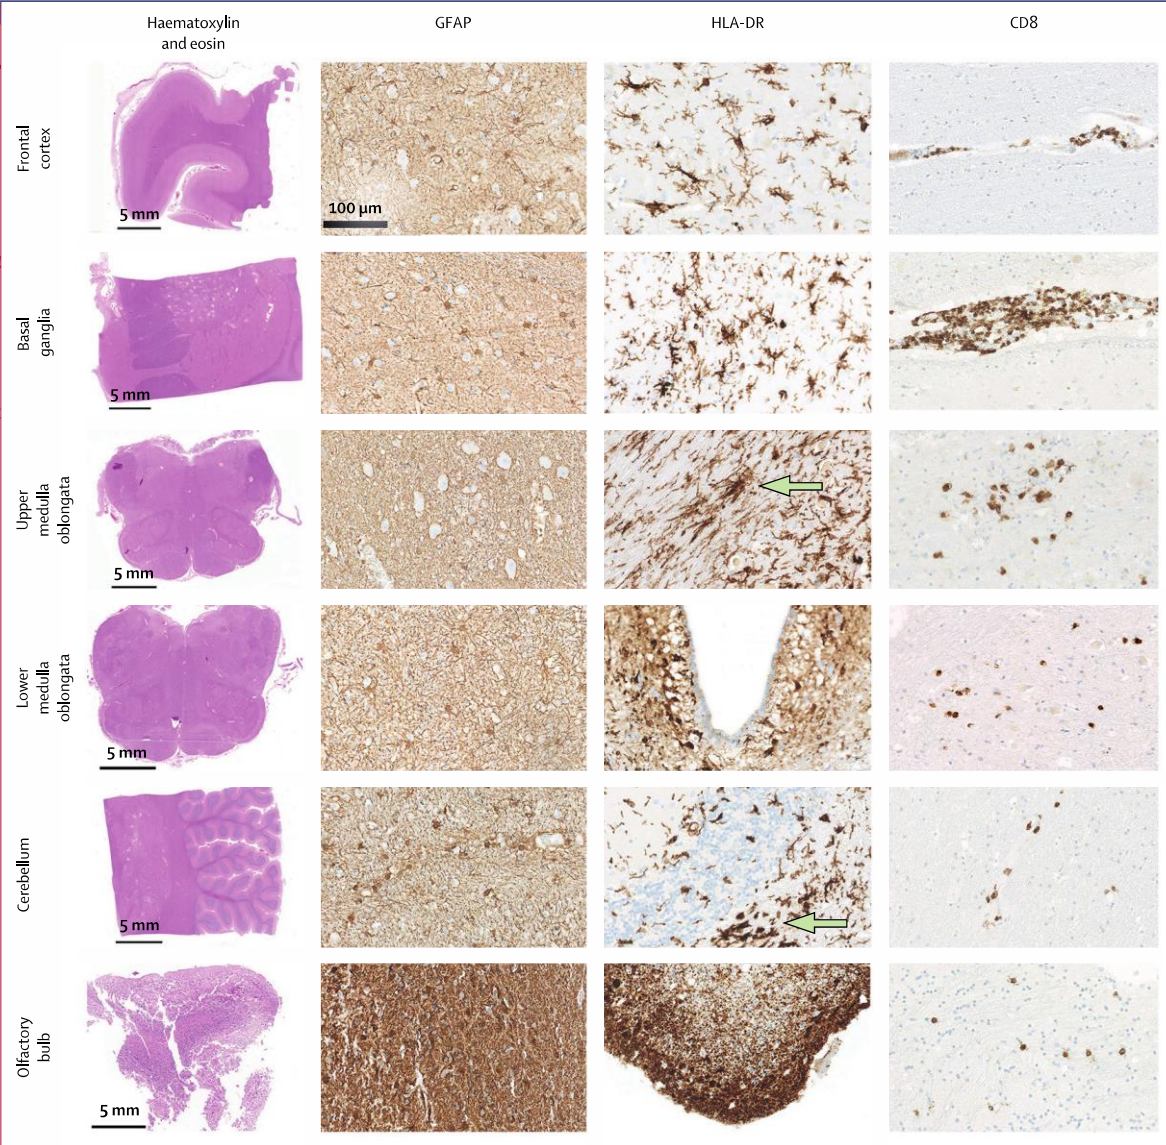 Haematoxylin
and eosin
GFAP
HLA-DR
CD8
Frontal
cortex
5 mm
100 µm
Basal
ganglia
5 mm
Upper
medulla
oblongata
5 mm
Lower
medulla
oblongata
5 mm
Cerebellum
5 mm
Olfactory
bulb
5 mm